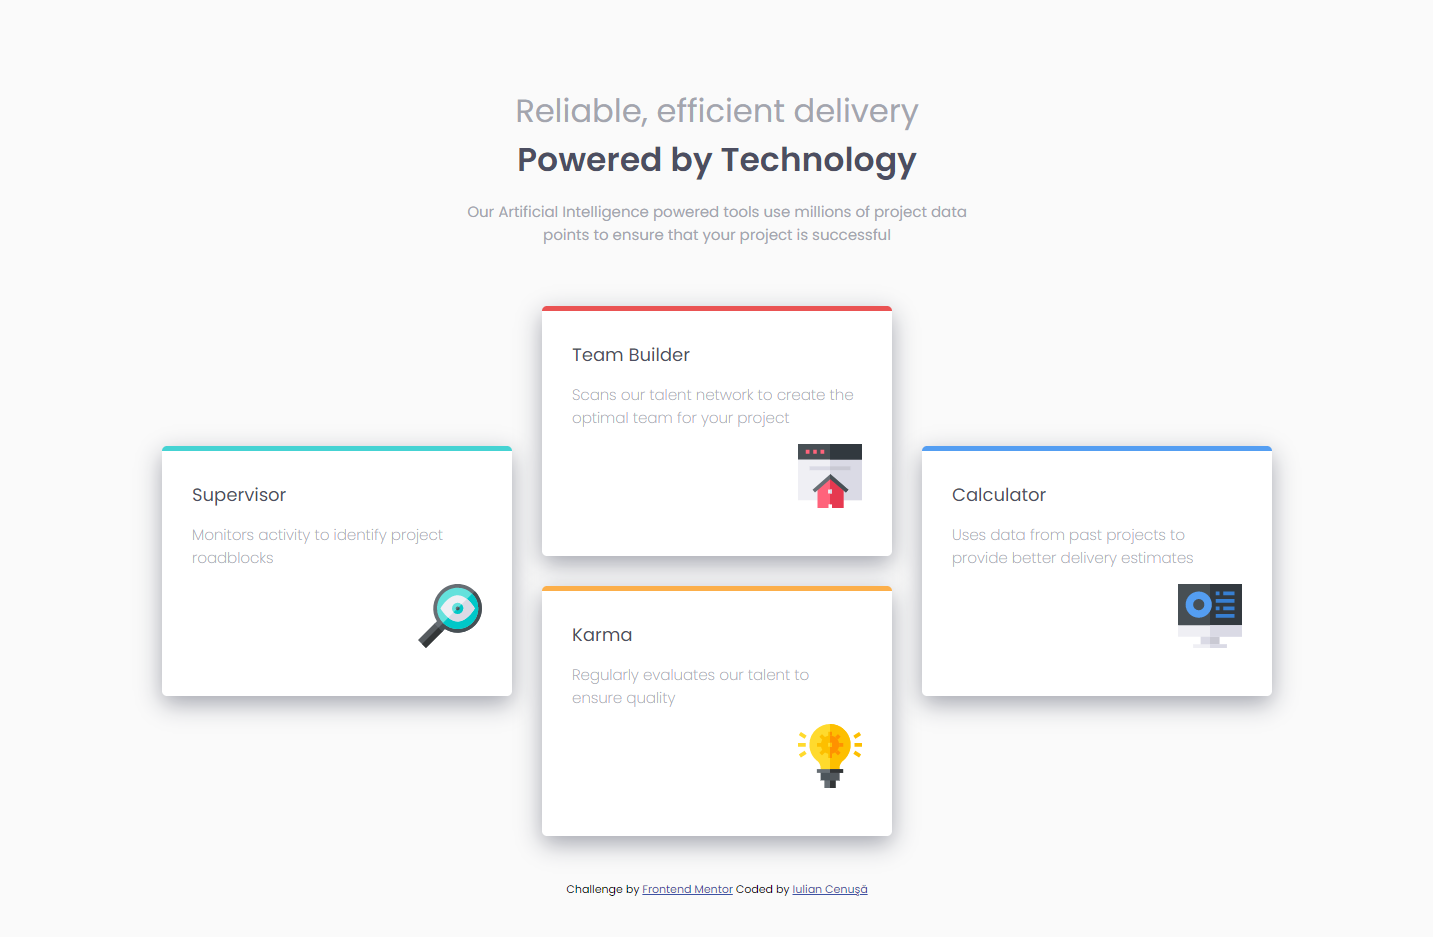 Reliable, efficient delivery
Powered by Technology
Our Artificial Intelligence powered tools use millions of project data
points to ensure that your project is successful
Supervisor
Monitors activity to identify project
roadblocks
Team Builder
Scans our talent network to create the
optimal team for your project
Karma
Regularly evaluates our talent to
ensure quality
Calculator
Uses data from past projects to
provide better delivery estimates
Challenge by Frontend Mentor Coded by Iulian Cenuşă